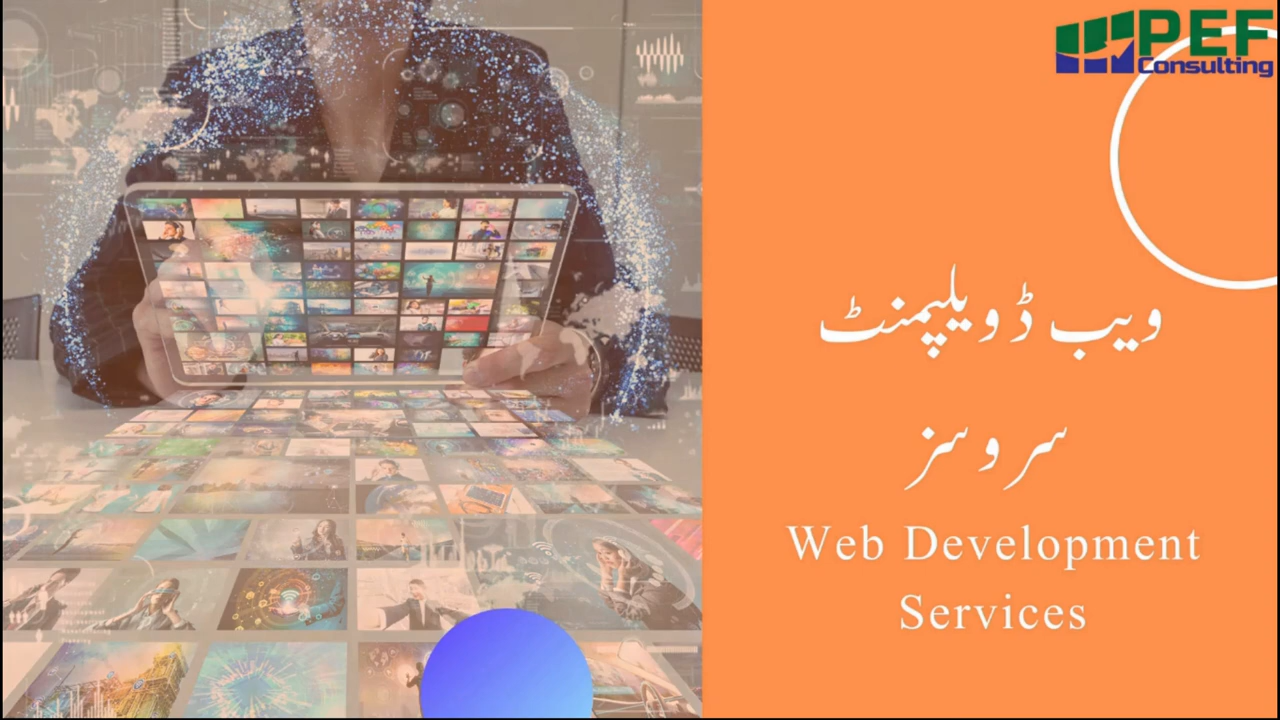 PEF
Consulting
ویب ڈویلپمنٹ
سروسز
Web Development
Services